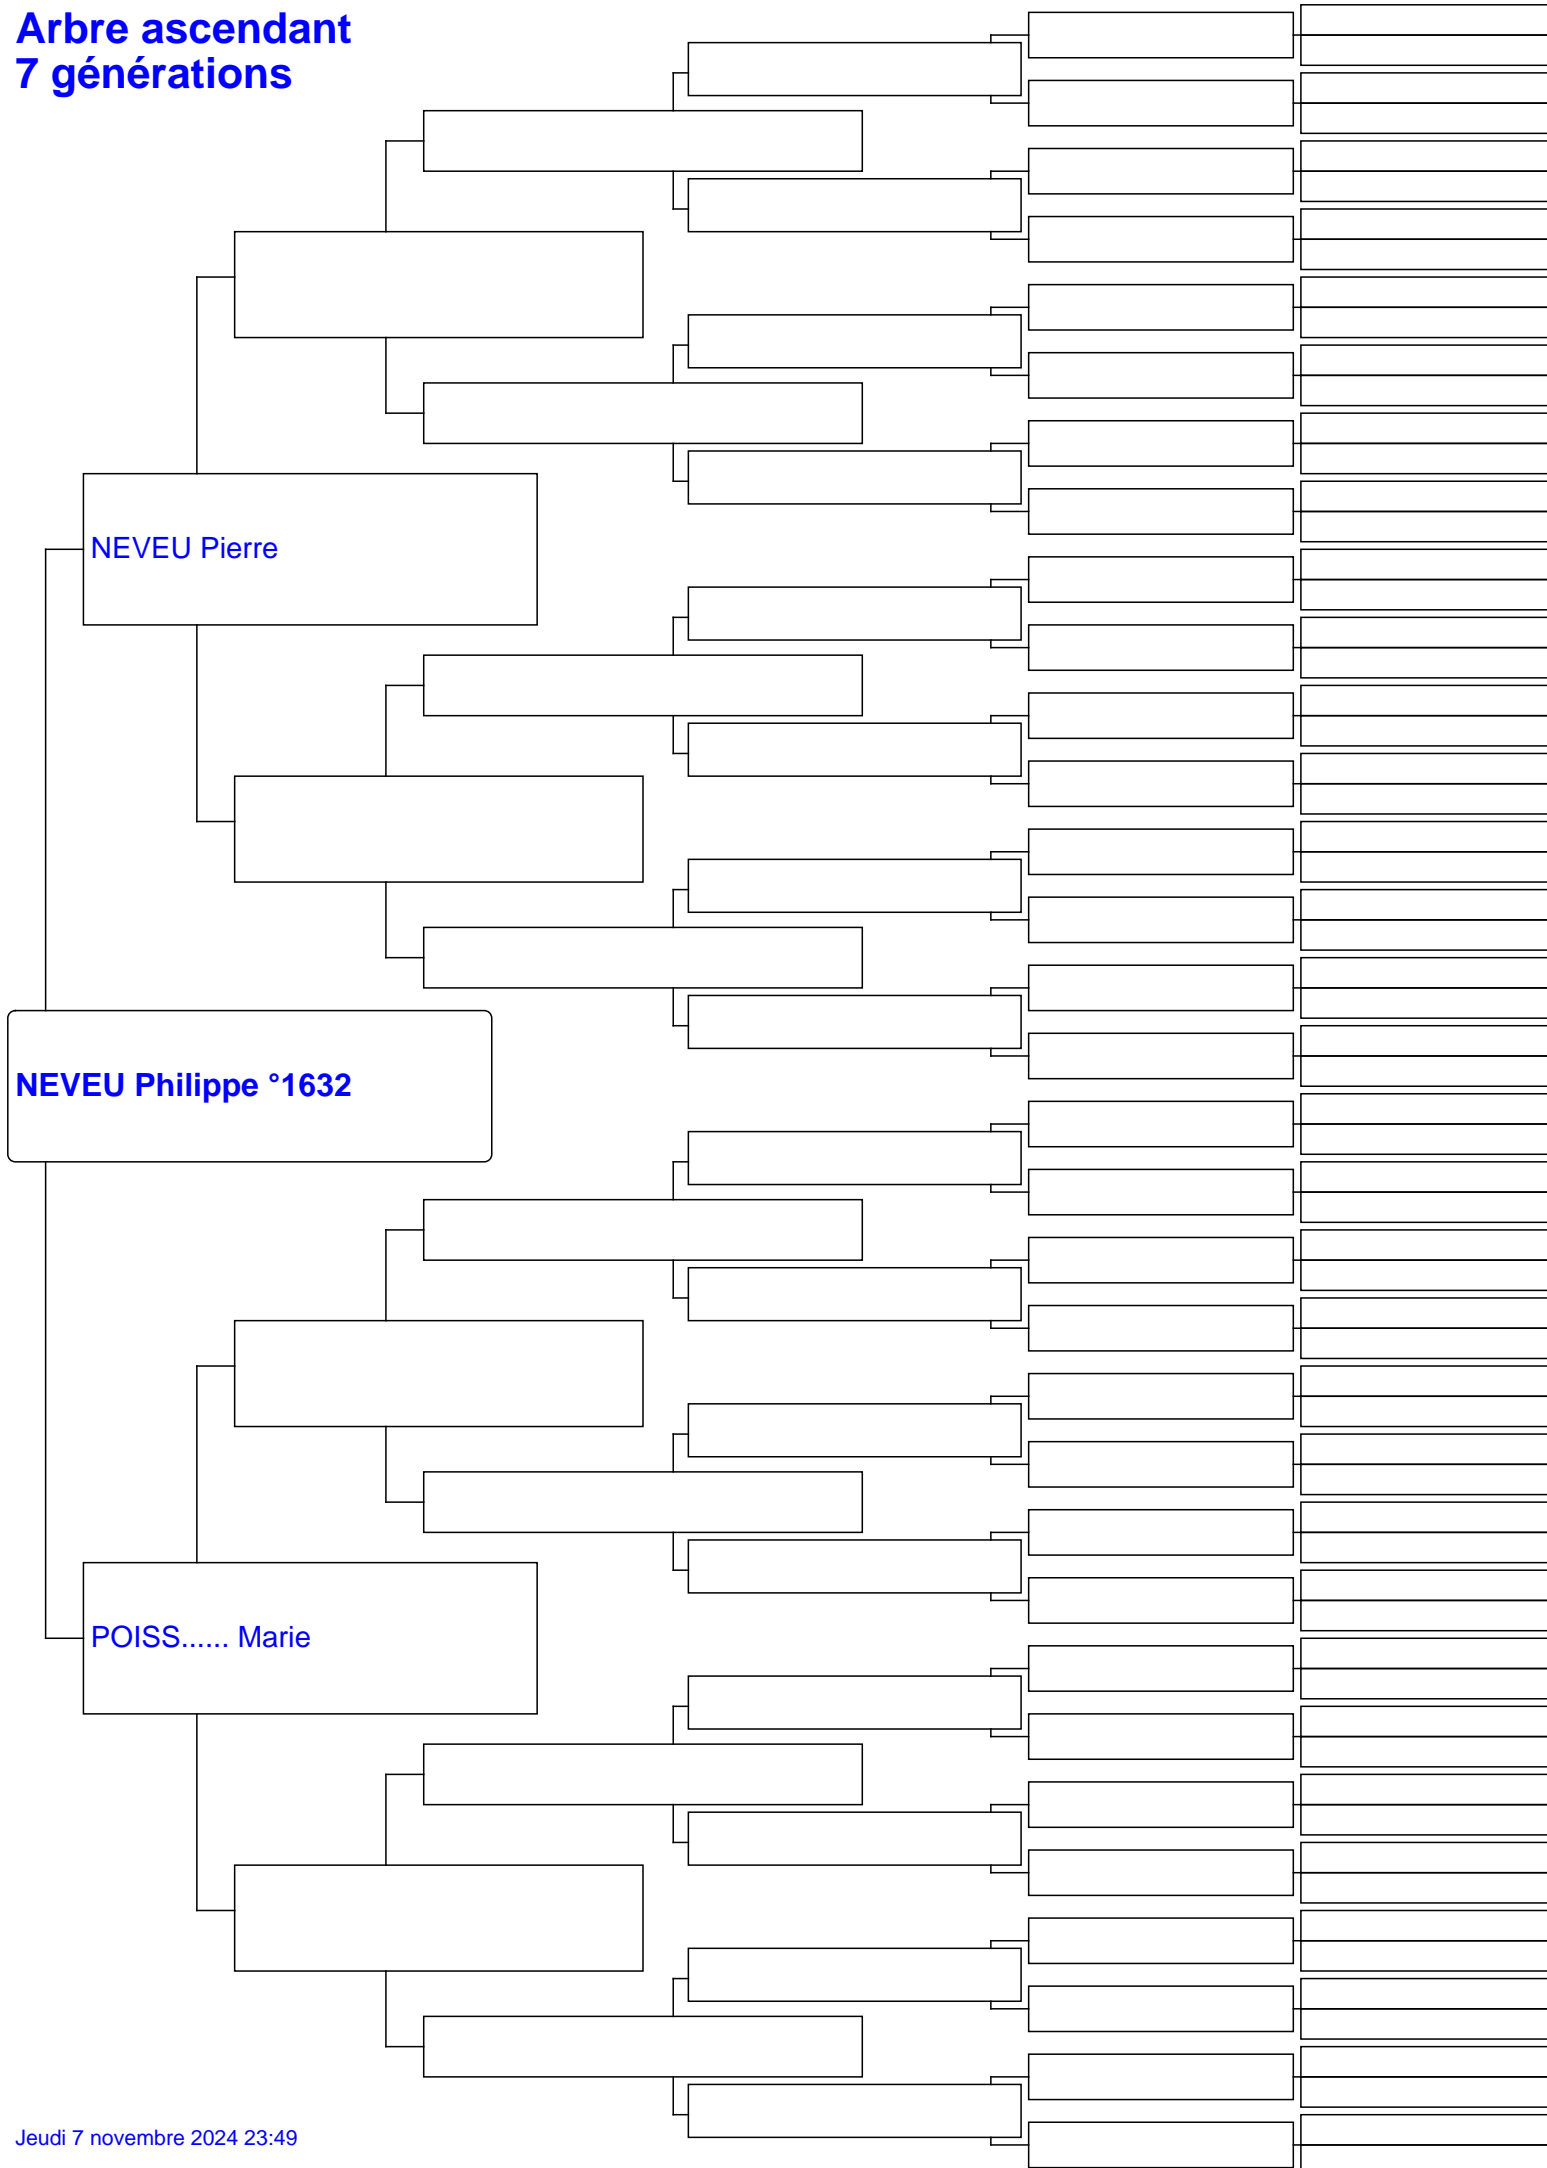 Arbre ascendant
7 générations
NEVEU Pierre
NEVEU Philippe °1632
POISS...... Marie
Jeudi 7 novembre 2024 23:49